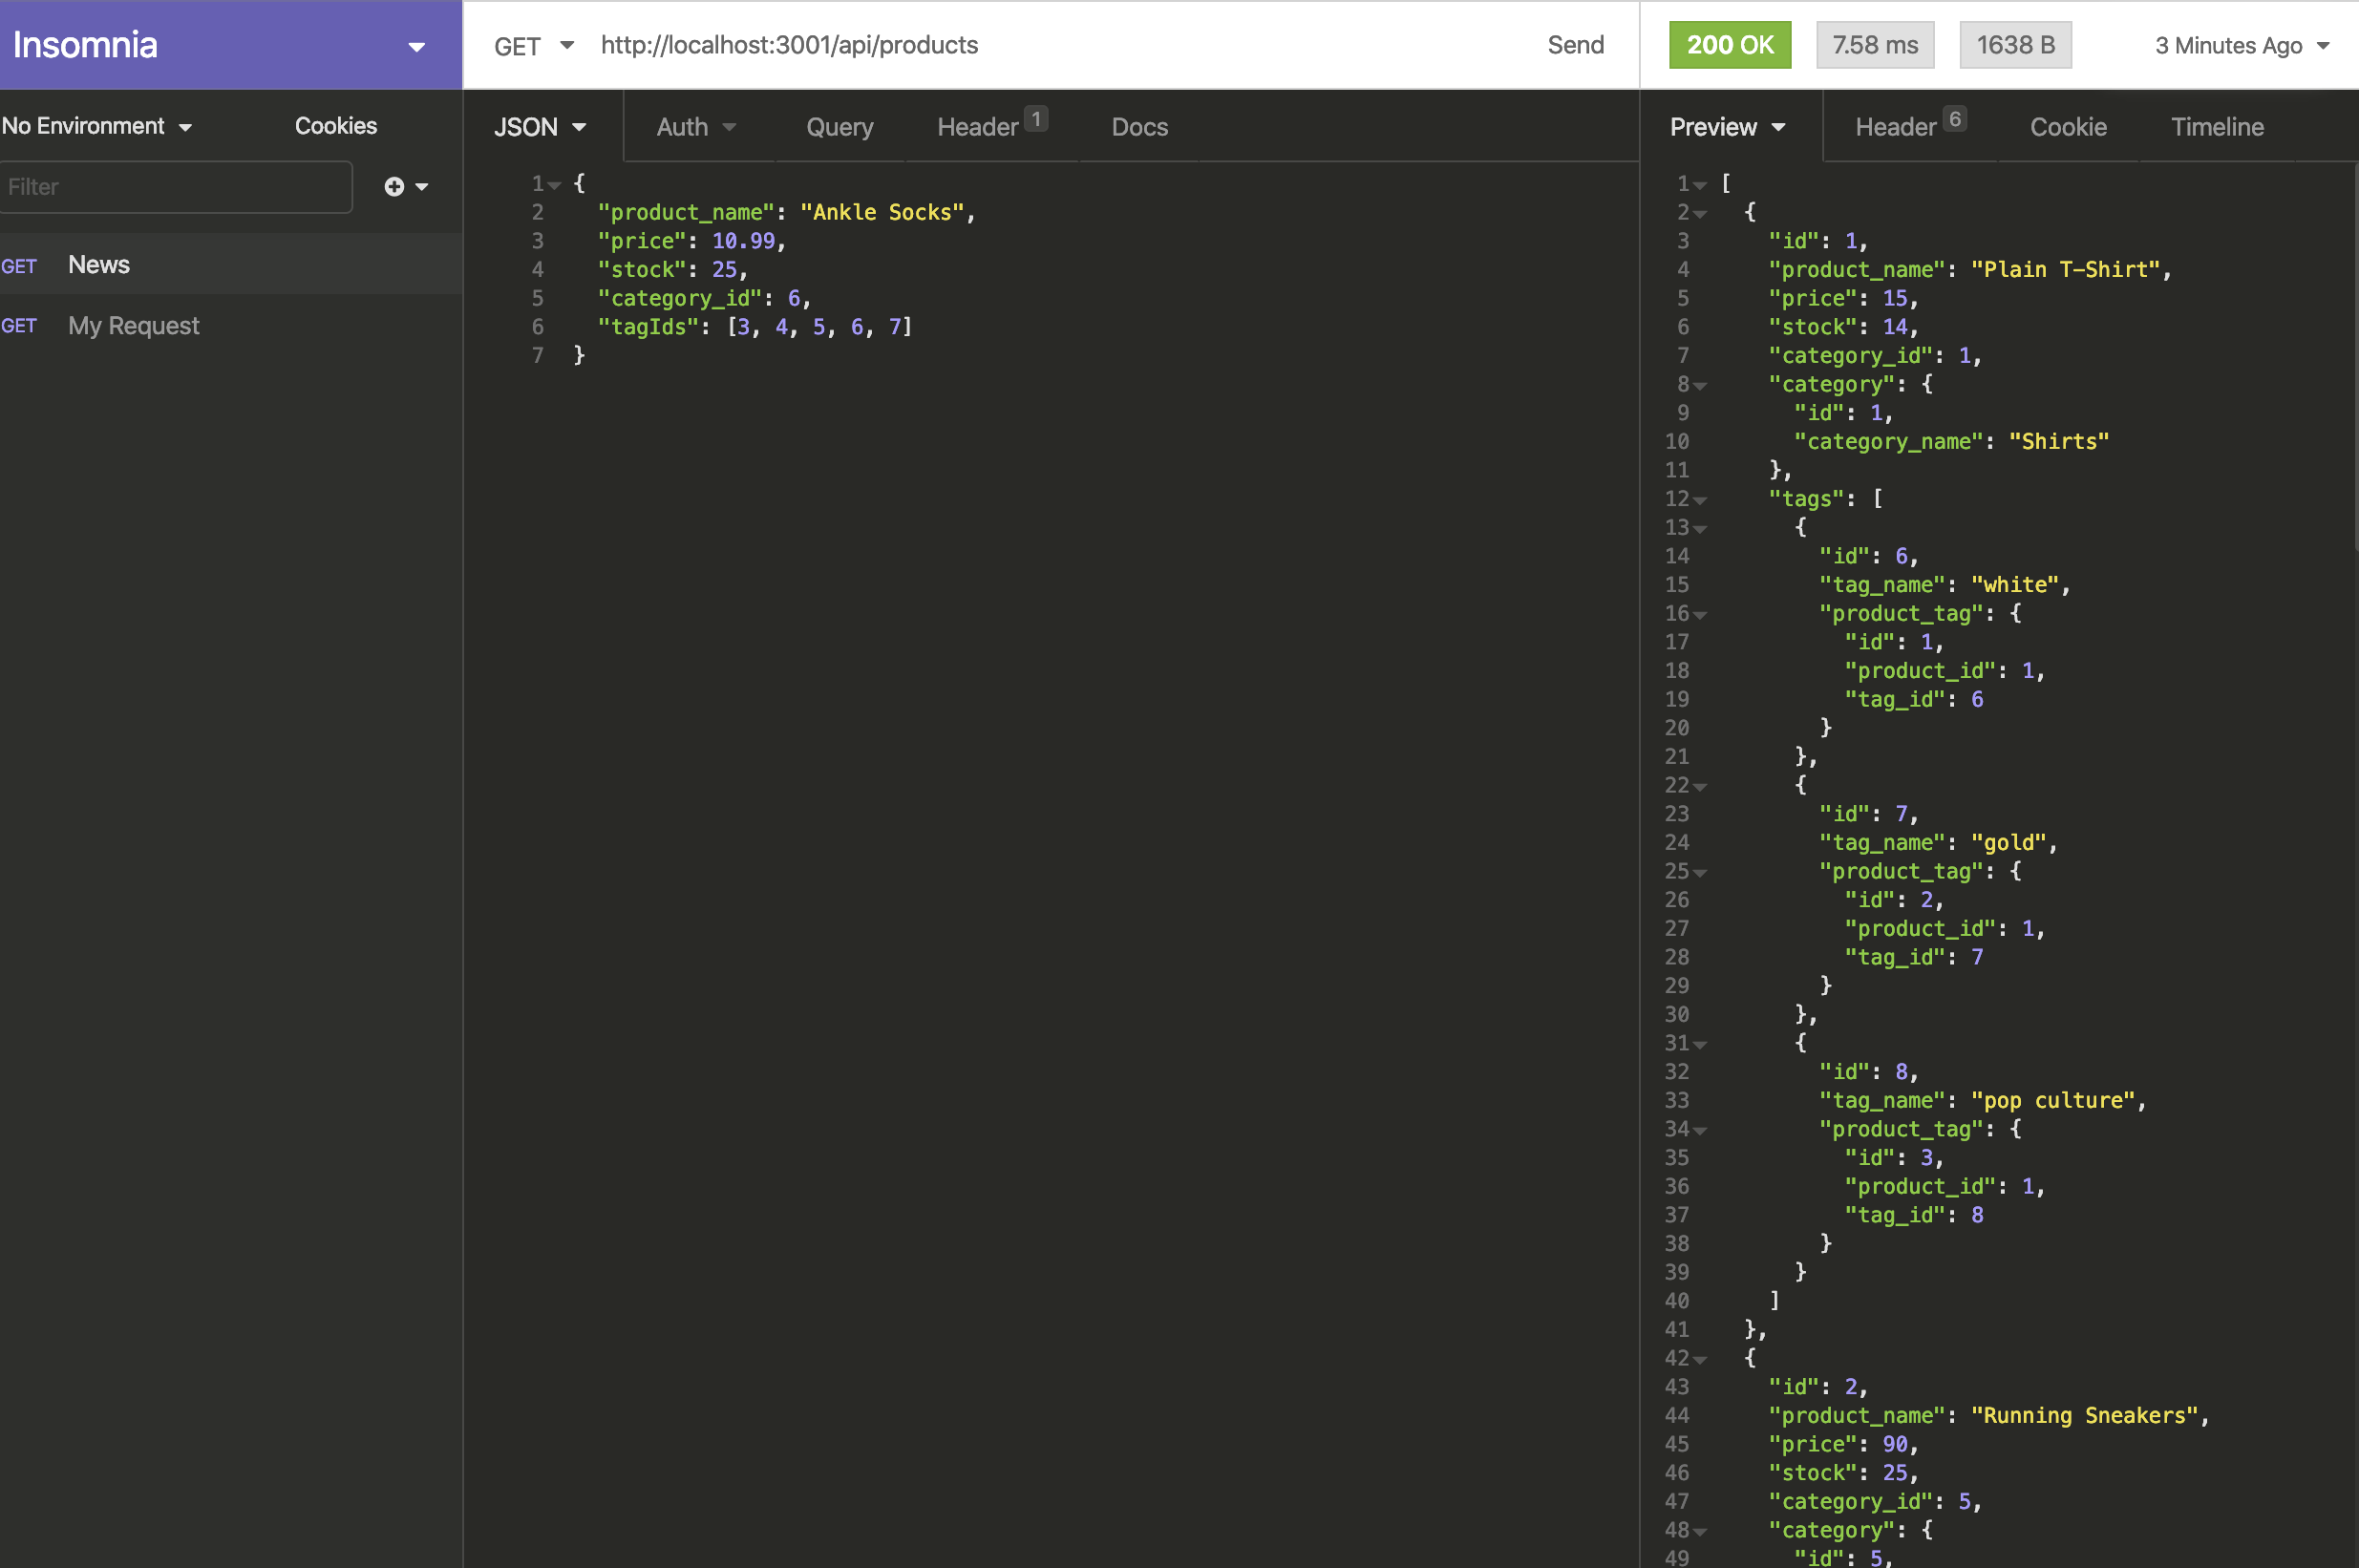 Insomnia
GET http://localhost:3001/api/products Send
200 OK 7.58 ms 1638 B 3 Minutes Ago
No Environment Cookies
Filter
GET News
GET My Request
JSON Auth Query Header 1 Docs
1 {
2 "product_name": "Ankle Socks",
3 "price": 10.99,
4 "stock": 25,
5 "category_id": 6,
6 "tagIds": [3, 4, 5, 6, 7]
7 }
Preview Header 6 Cookie Timeline
1 [
2 {
3 "id": 1,
4 "product_name": "Plain T-Shirt",
5 "price": 15,
6 "stock": 14,
7 "category_id": 1,
8 "category": {
9 "id": 1,
10 "category_name": "Shirts"
11 },
12 "tags": [
13 {
14 "id": 6,
15 "tag_name": "white",
16 "product_tag": {
17 "id": 1,
18 "product_id": 1,
19 "tag_id": 6
20 }
21 },
22 {
23 "id": 7,
24 "tag_name": "gold",
25 "product_tag": {
26 "id": 2,
27 "product_id": 1,
28 "tag_id": 7
29 }
30 },
31 {
32 "id": 8,
33 "tag_name": "pop culture",
34 "product_tag": {
35 "id": 3,
36 "product_id": 1,
37 "tag_id": 8
38 }
39 }
40 ]
41 },
42 {
43 "id": 2,
44 "product_name": "Running Sneakers",
45 "price": 90,
46 "stock": 25,
47 "category_id": 5,
48 "category": {
49 "id": 5,